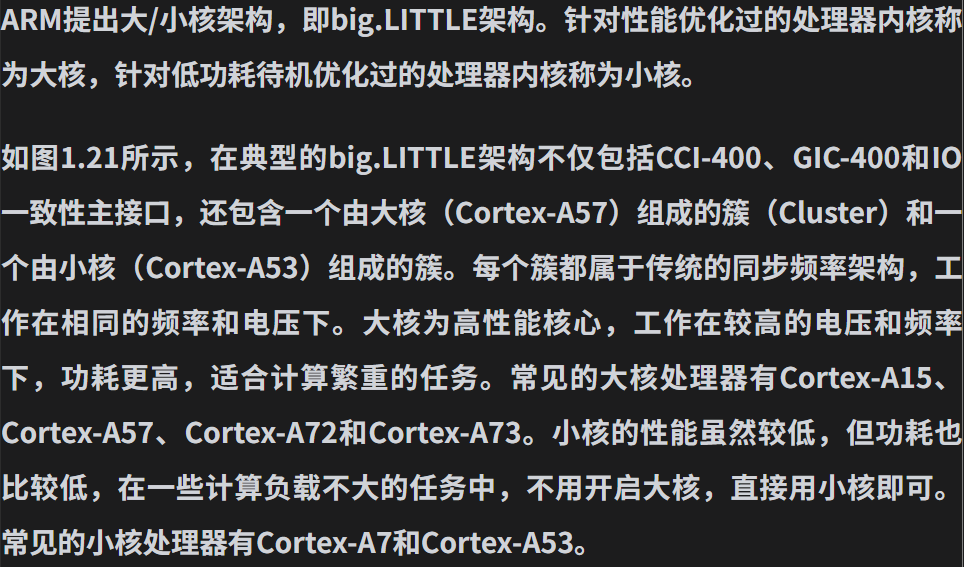 ARM提出大/小核架构，即big.LITTLE架构。针对性能优化过的处理器内核称
为大核，针对低功耗待机优化过的处理器内核称为小核。
如图1.21所示，在典型的big.LITTLE架构不仅包括CCI-400、GIC-400和IO
一致性主接口，还包含一个由大核（Cortex-A57）组成的簇（Cluster）和一
个由小核（Cortex-A53）组成的簇。每个簇都属于传统的同步频率架构，工
作在相同的频率和电压下。大核为高性能核心，工作在较高的电压和频率
下，功耗更高，适合计算繁重的任务。常见的大核处理器有Cortex-A15、
Cortex-A57、Cortex-A72和Cortex-A73。小核的性能虽然较低，但功耗也
比较低，在一些计算负载不大的任务中，不用开启大核，直接用小核即可。
常见的小核处理器有Cortex-A7和Cortex-A53。